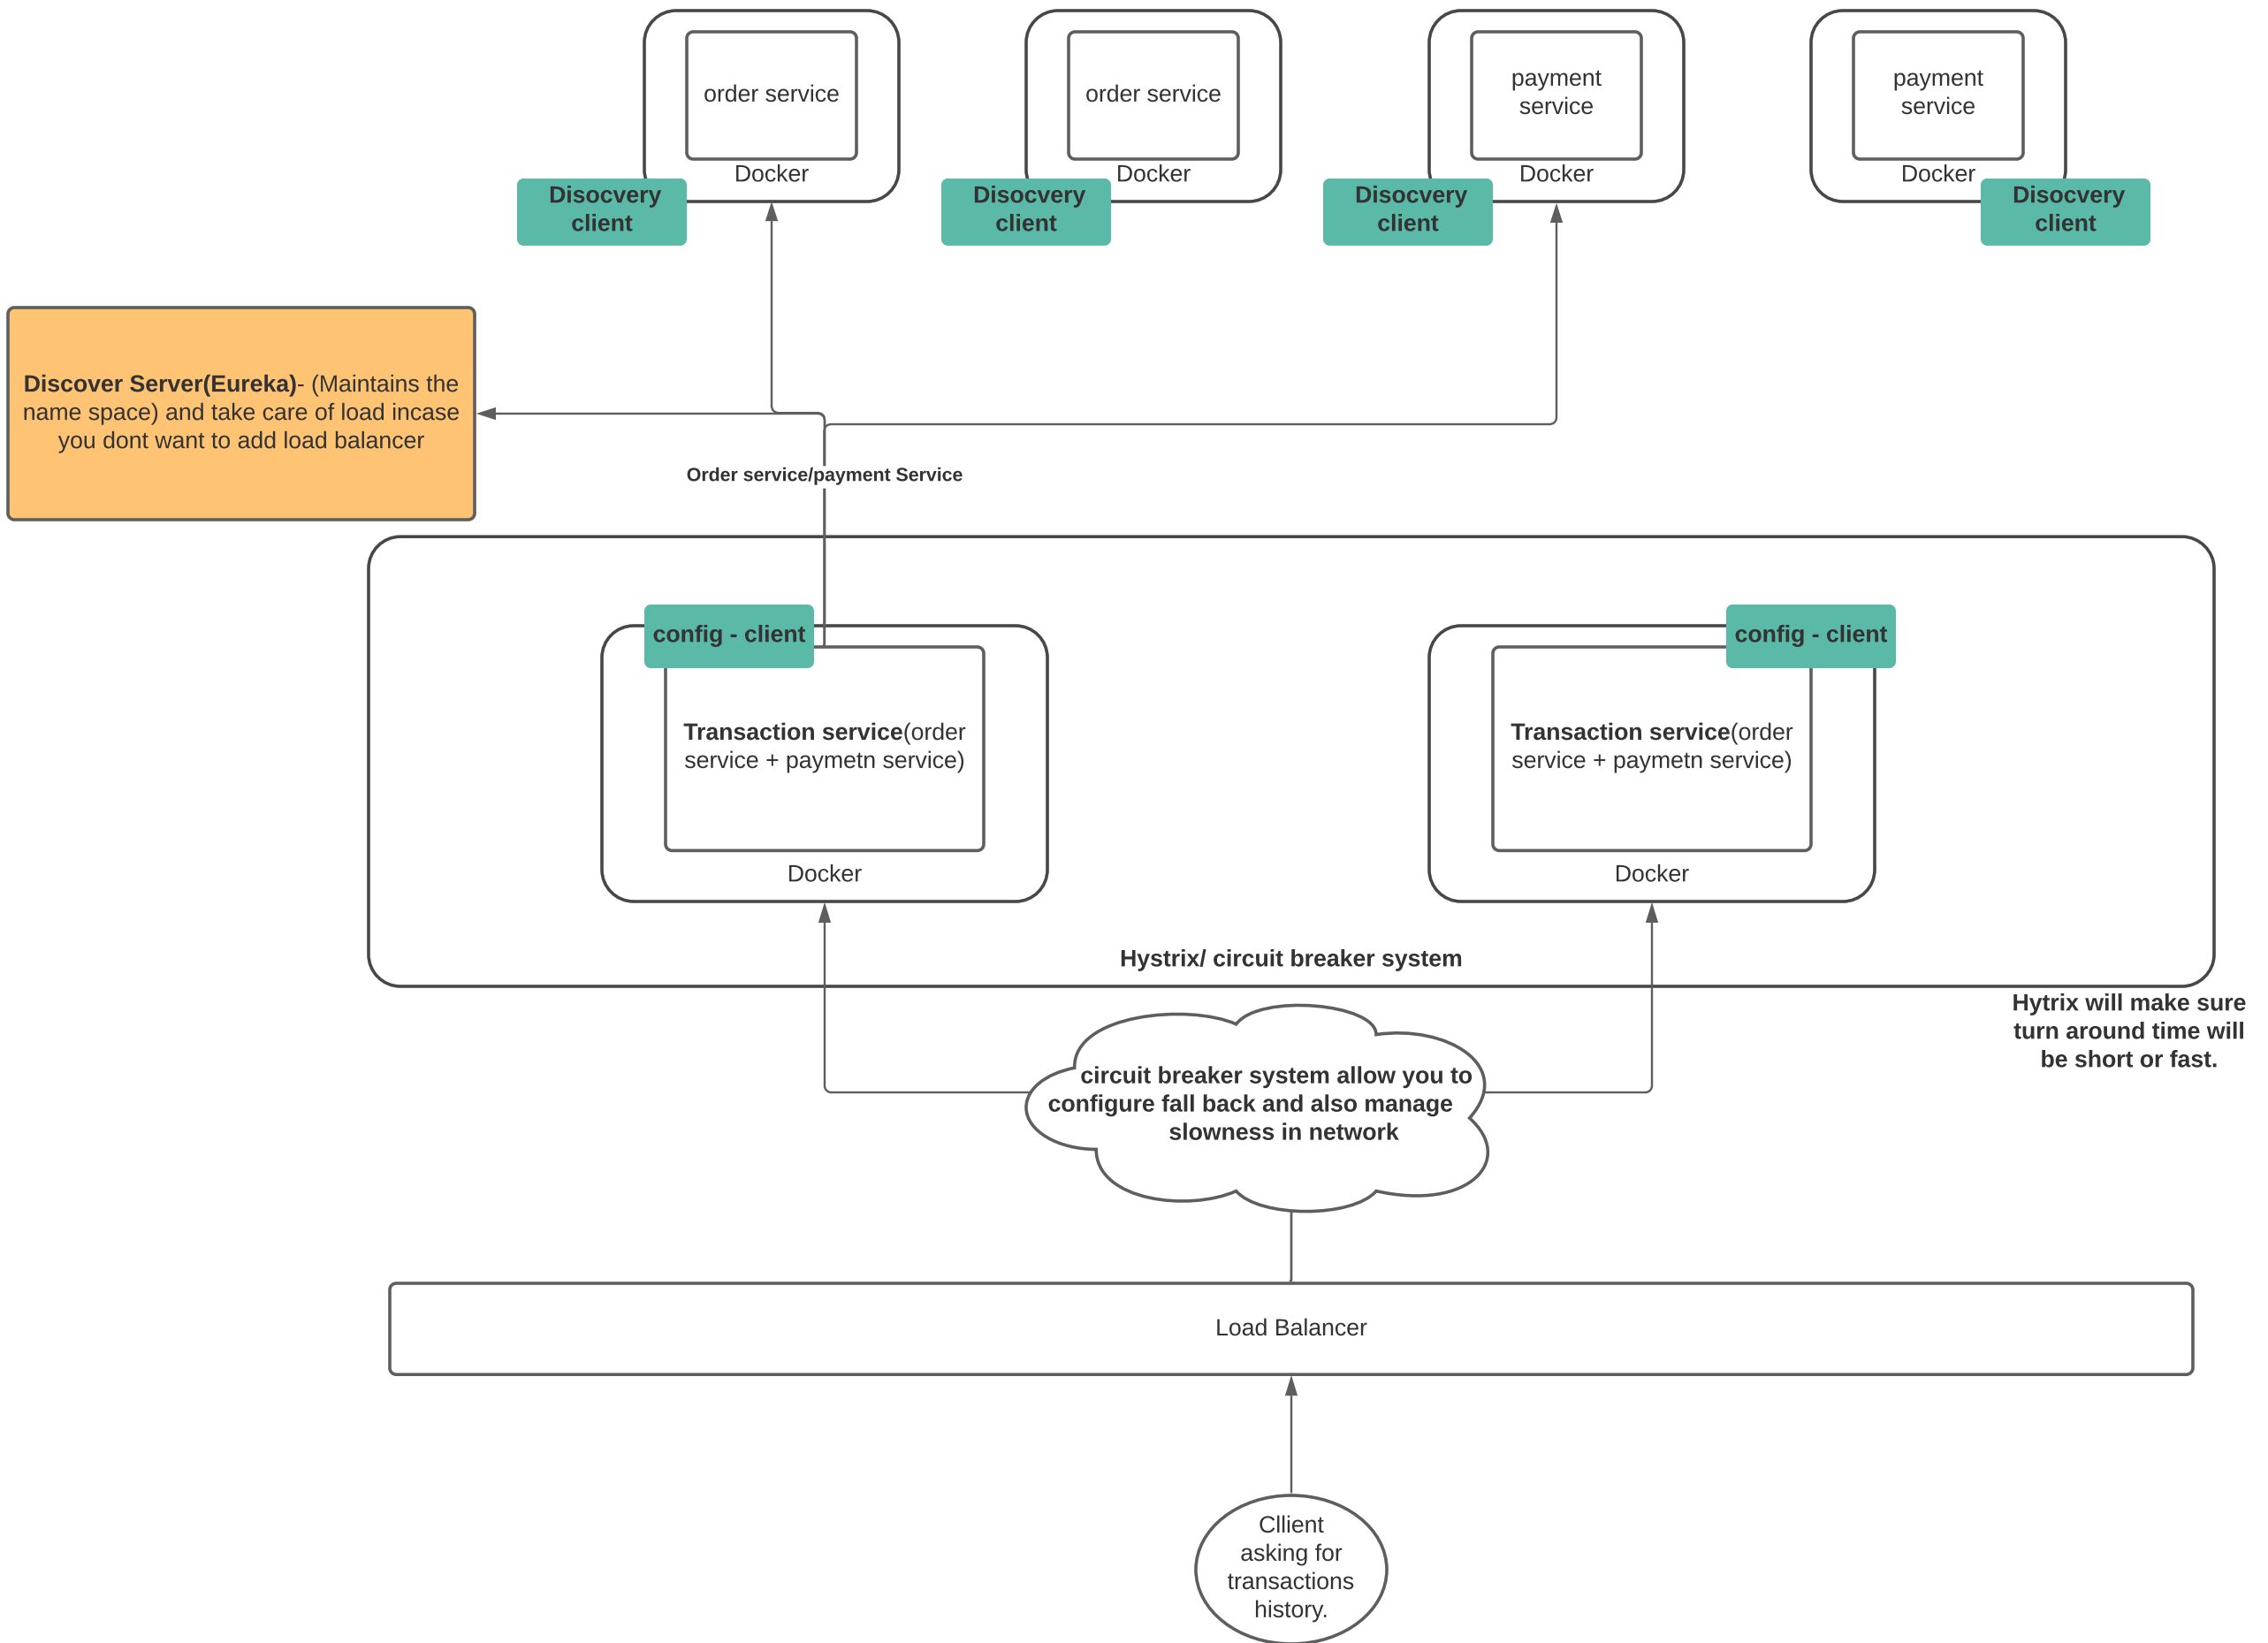 order service
Docker
Disocvery
client
order service
Docker
Disocvery
client
payment
service
Docker
Disocvery
client
payment
service
Docker
Disocvery
client
Discover Server(Eureka)- (Maintains the
name space) and take care of load incase
you dont want to add load balancer
Order service/payment Service
config - client
Transaction service(order
service + paymetn service)
Docker
config - client
Transaction service(order
service + paymetn service)
Docker
Hystrix/ circuit breaker system
Hytrix will make sure
turn around time will
be short or fast.
circuit breaker system allow you to
configure fall back and also manage
slowness in network
Load Balancer
Cllient
asking for
transactions
history.